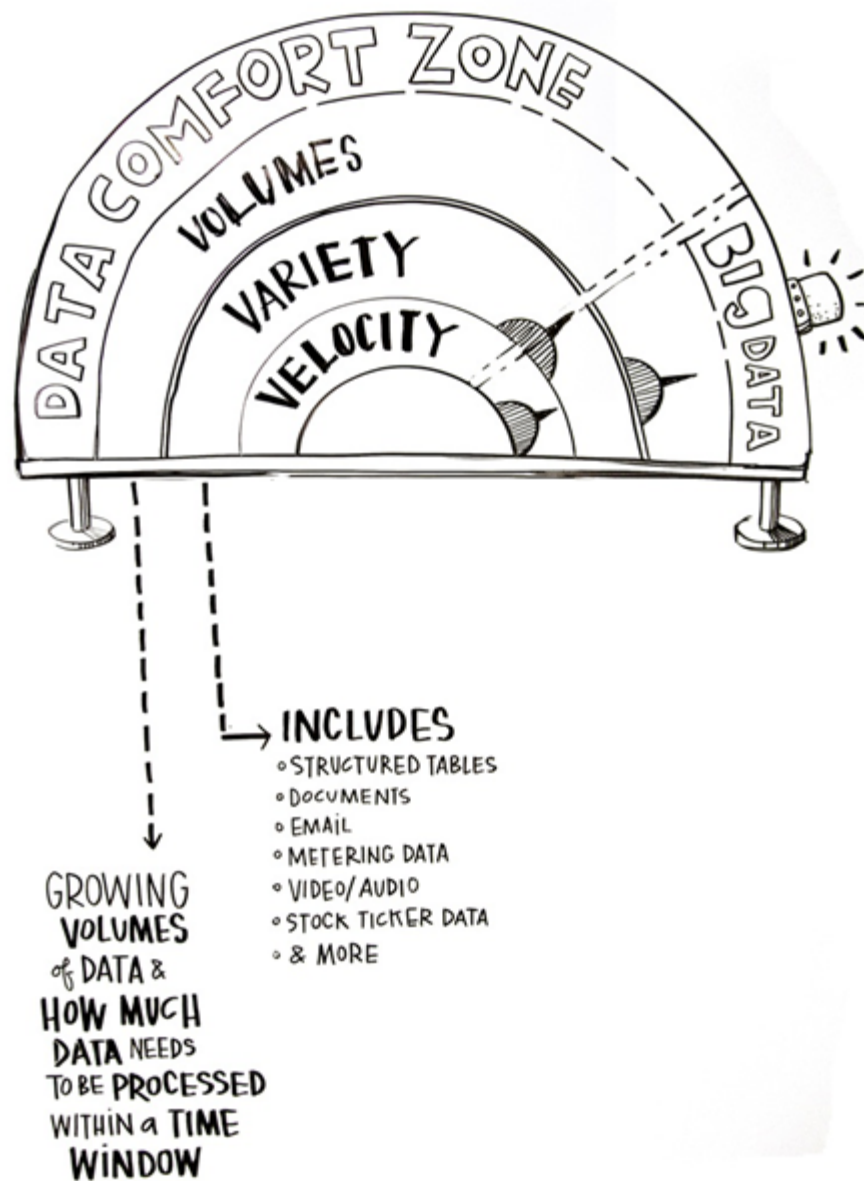 DATA COMFORT ZONE
BIG DATA
VOLUMES
VARIETY
VELOCITY
INCLUDES
◦ STRUCTURED TABLES
◦ DOCUMENTS
◦ EMAIL
◦ METERING DATA
◦ VIDEO/AUDIO
◦ STOCK TICKER DATA
◦ & MORE
GROWING
VOLUMES
of DATA &
HOW MUCH
DATA NEEDS
TO BE PROCESSED
WITHIN a TIME
WINDOW